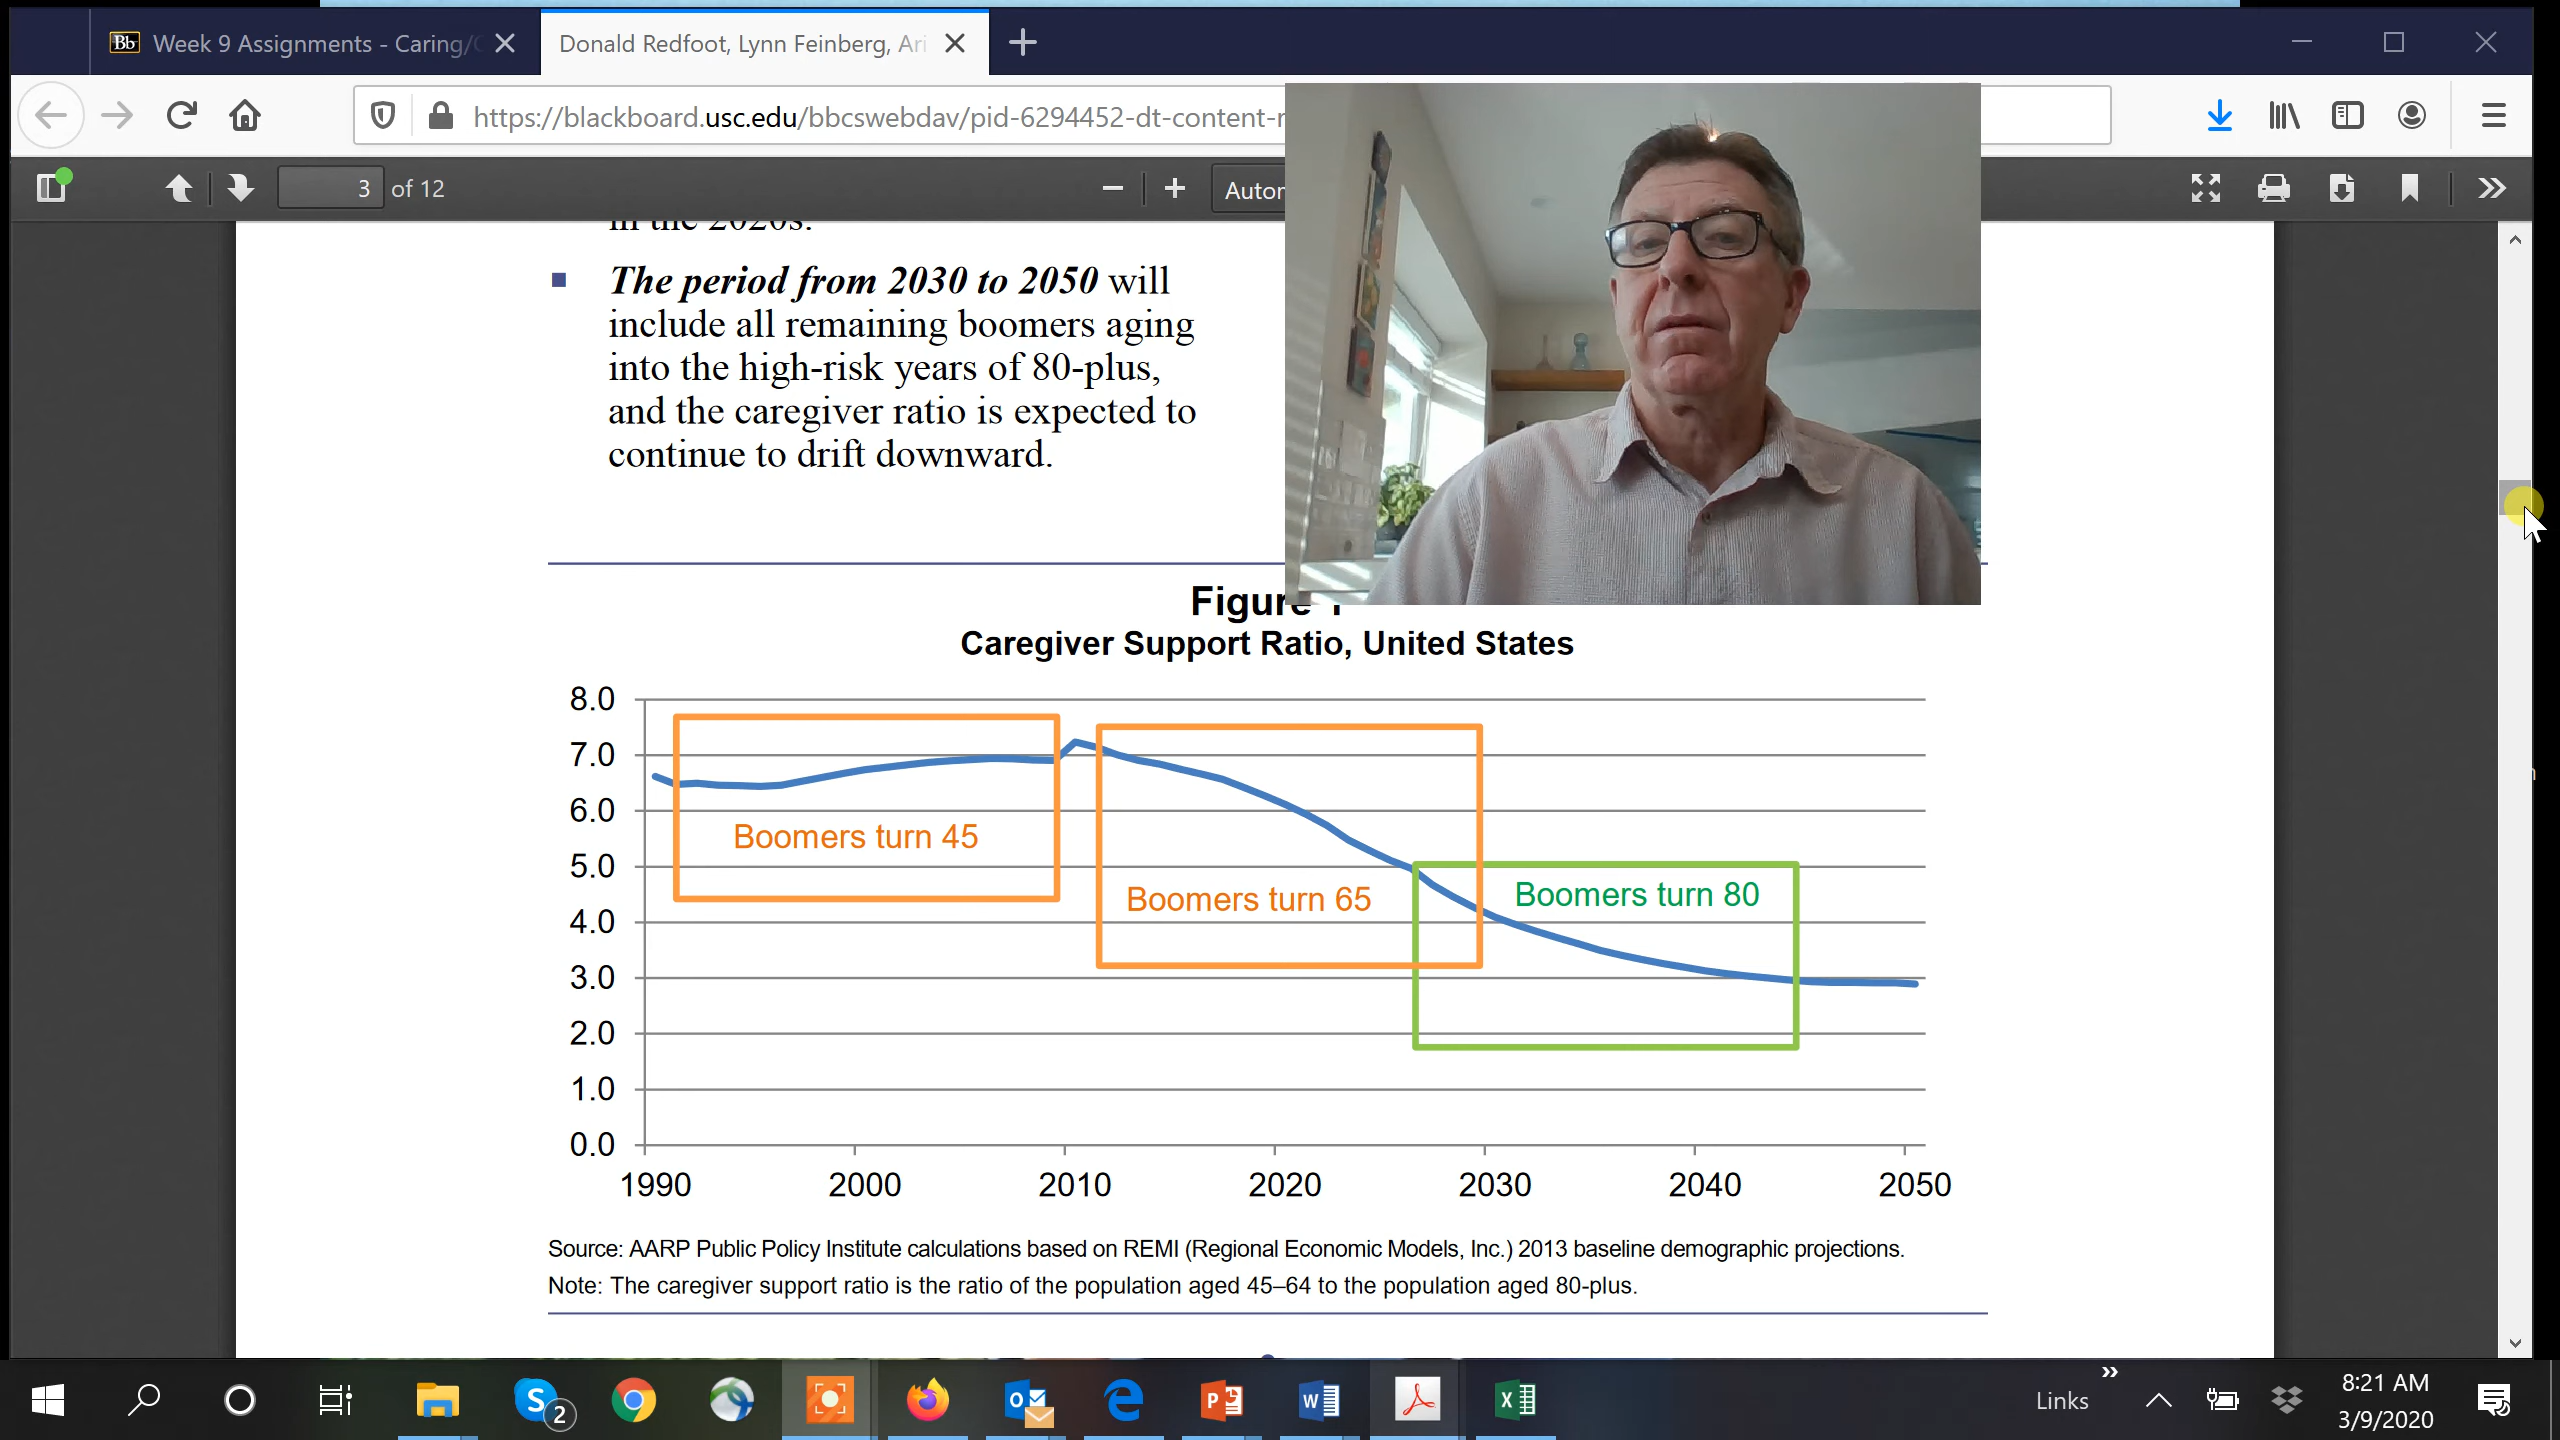 Week 9 Assignments - Caring/
Donald Redfoot, Lynn Feinberg, Ari
https://blackboard.usc.edu/bbcswebdav/pid-6294452-dt-content-r
3 of 12
Autor
in the 2020s.
The period from 2030 to 2050 will
include all remaining boomers aging
into the high-risk years of 80-plus,
and the caregiver ratio is expected to
continue to drift downward.
Figure 1
Caregiver Support Ratio, United States
8.0
7.0
6.0
5.0
4.0
3.0
2.0
1.0
0.0
Boomers turn 45
Boomers turn 65
Boomers turn 80
1990 2000 2010 2020 2030 2040 2050
Source: AARP Public Policy Institute calculations based on REMI (Regional Economic Models, Inc.) 2013 baseline demographic projections.
Note: The caregiver support ratio is the ratio of the population aged 45–64 to the population aged 80-plus.
2
Links
8:21 AM
3/9/2020